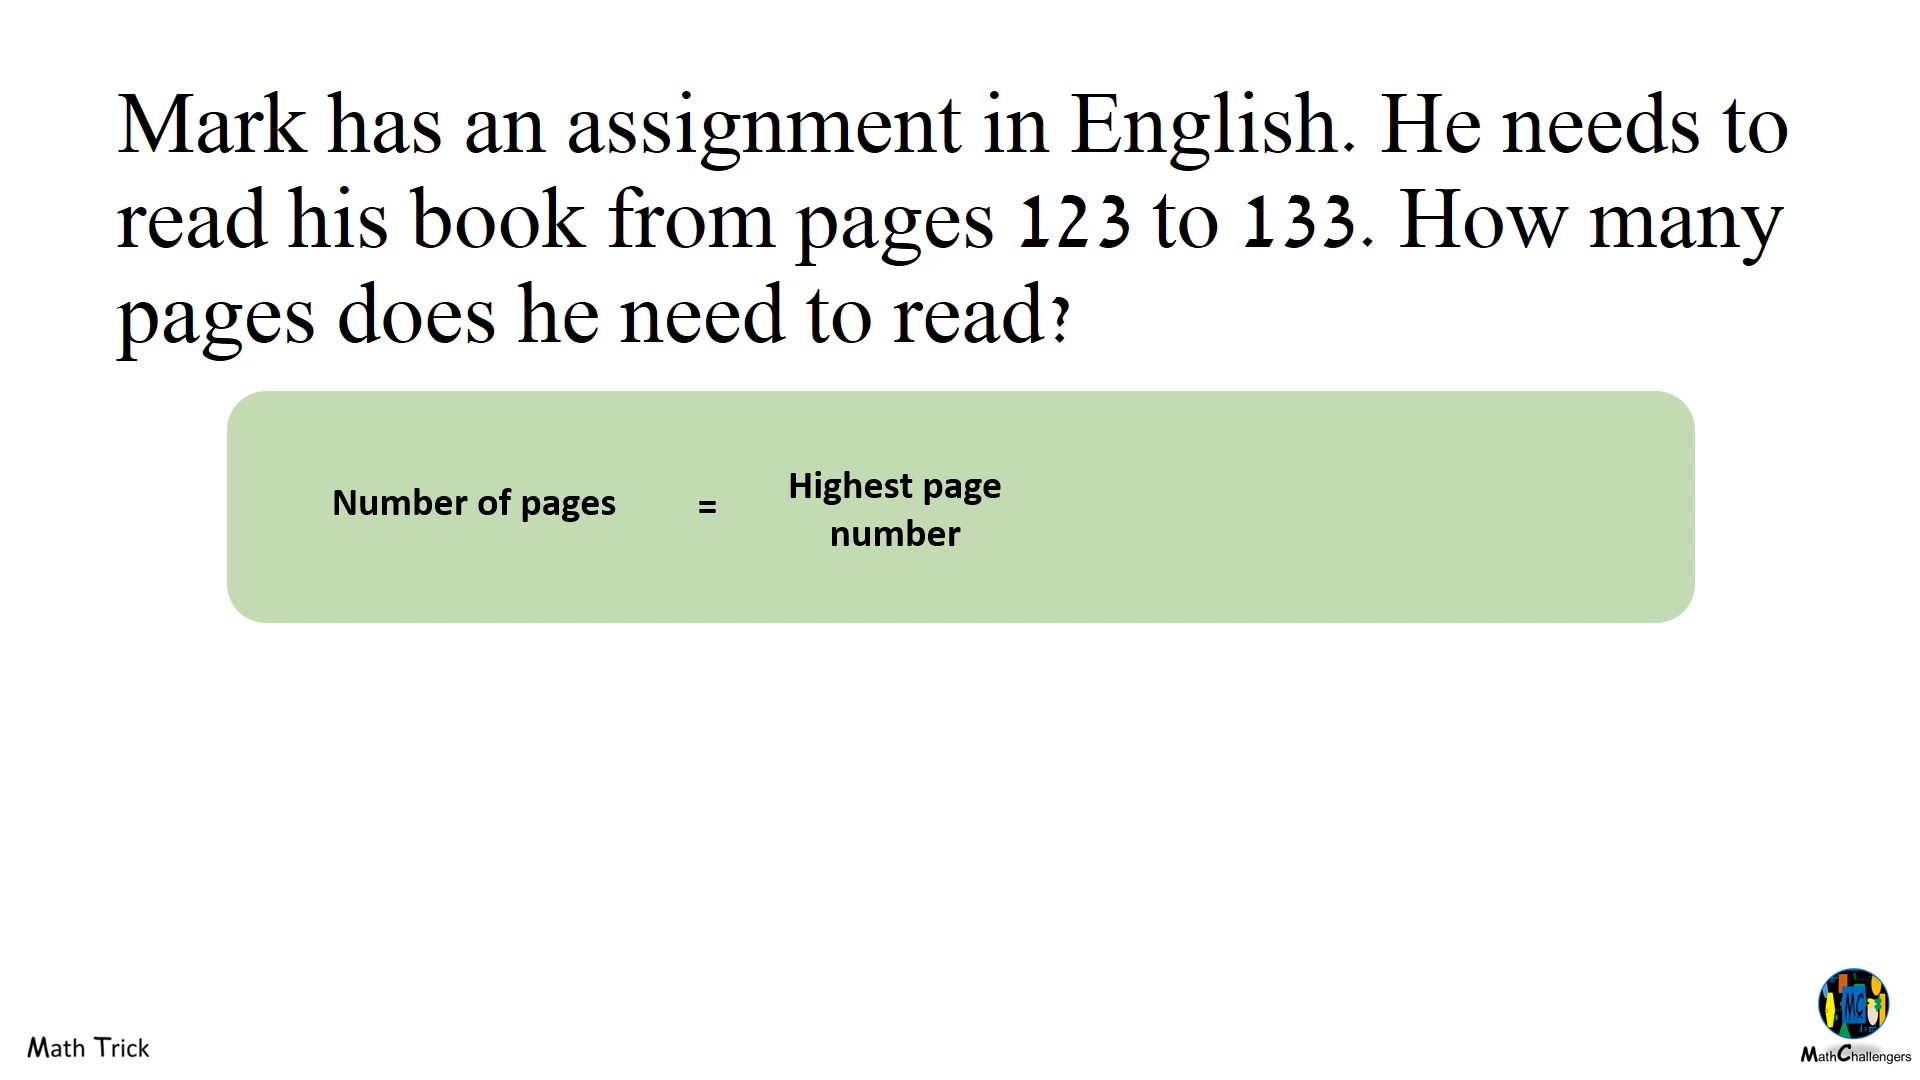 Mark has an assignment in English. He needs to
read his book from pages 123 to 133. How many
pages does he need to read?
Number of pages = Highest page
number
MC
Math Trick
MathChallengers